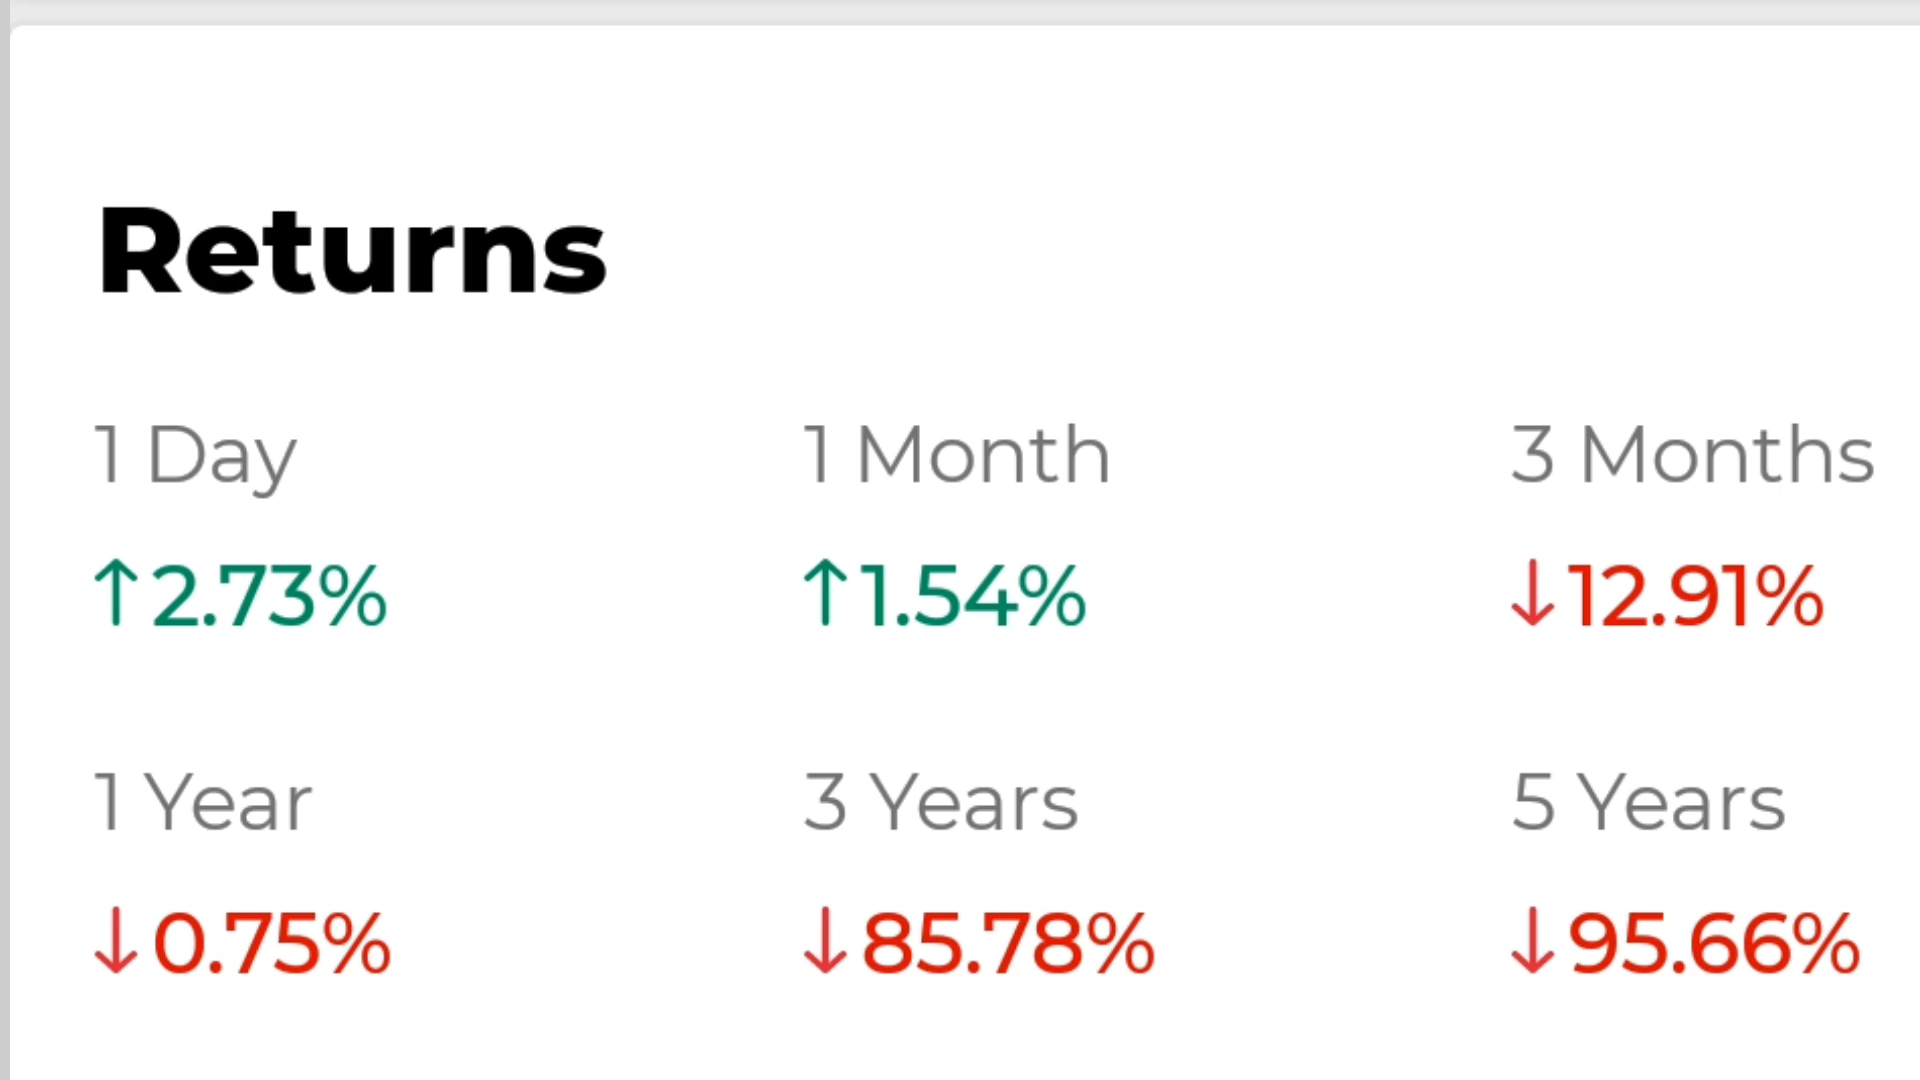 Returns
1 Day 1 Month 3 Months
↑2.73% ↑1.54% ↓12.91%
1 Year 3 Years 5 Years
↓0.75% ↓85.78% ↓95.66%